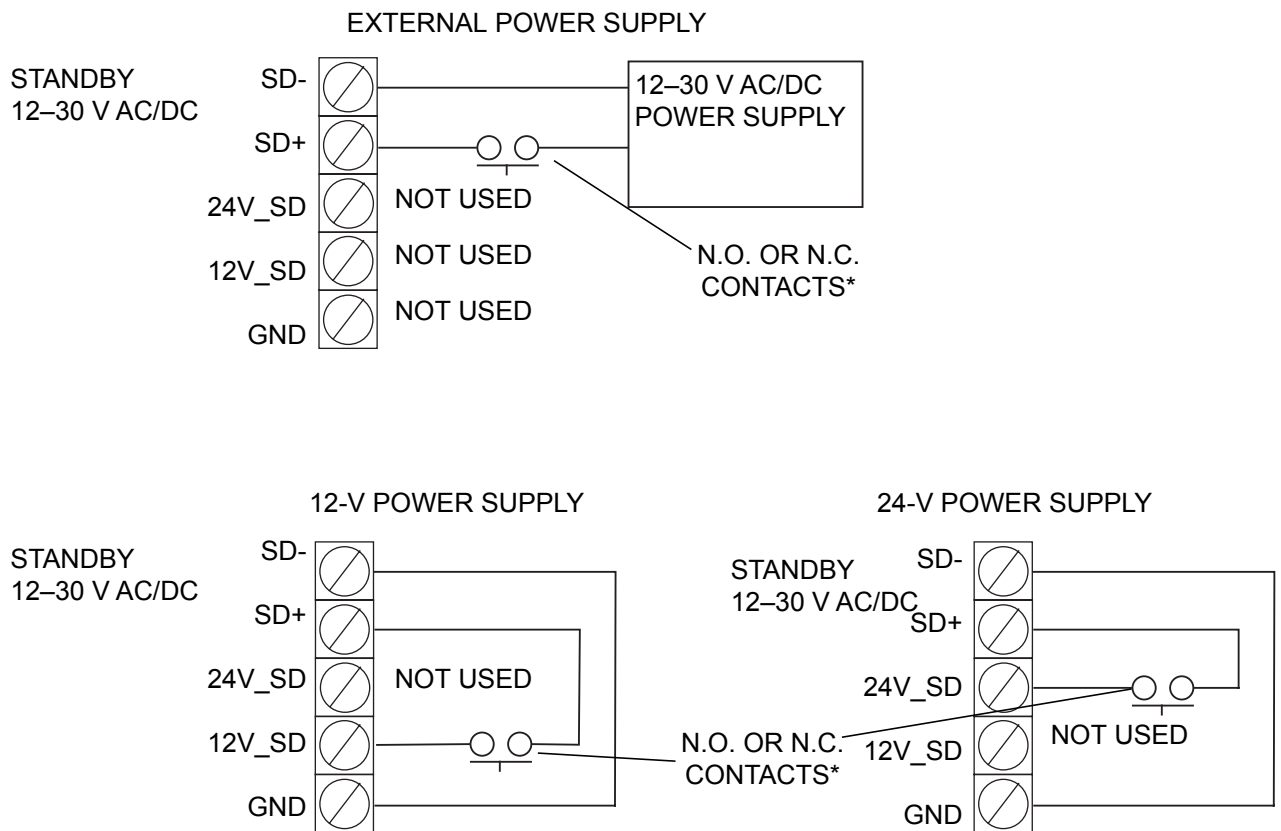 EXTERNAL POWER SUPPLY
STANDBY
12–30 V AC/DC
SD-
SD+
24V_SD
12V_SD
GND
12–30 V AC/DC
POWER SUPPLY
NOT USED
NOT USED
NOT USED
N.O. OR N.C.
CONTACTS*
12-V POWER SUPPLY
STANDBY
12–30 V AC/DC
SD-
SD+
24V_SD
12V_SD
GND
NOT USED
N.O. OR N.C.
CONTACTS*
24-V POWER SUPPLY
STANDBY
12–30 V AC/DC
SD-
SD+
24V_SD
12V_SD
GND
NOT USED